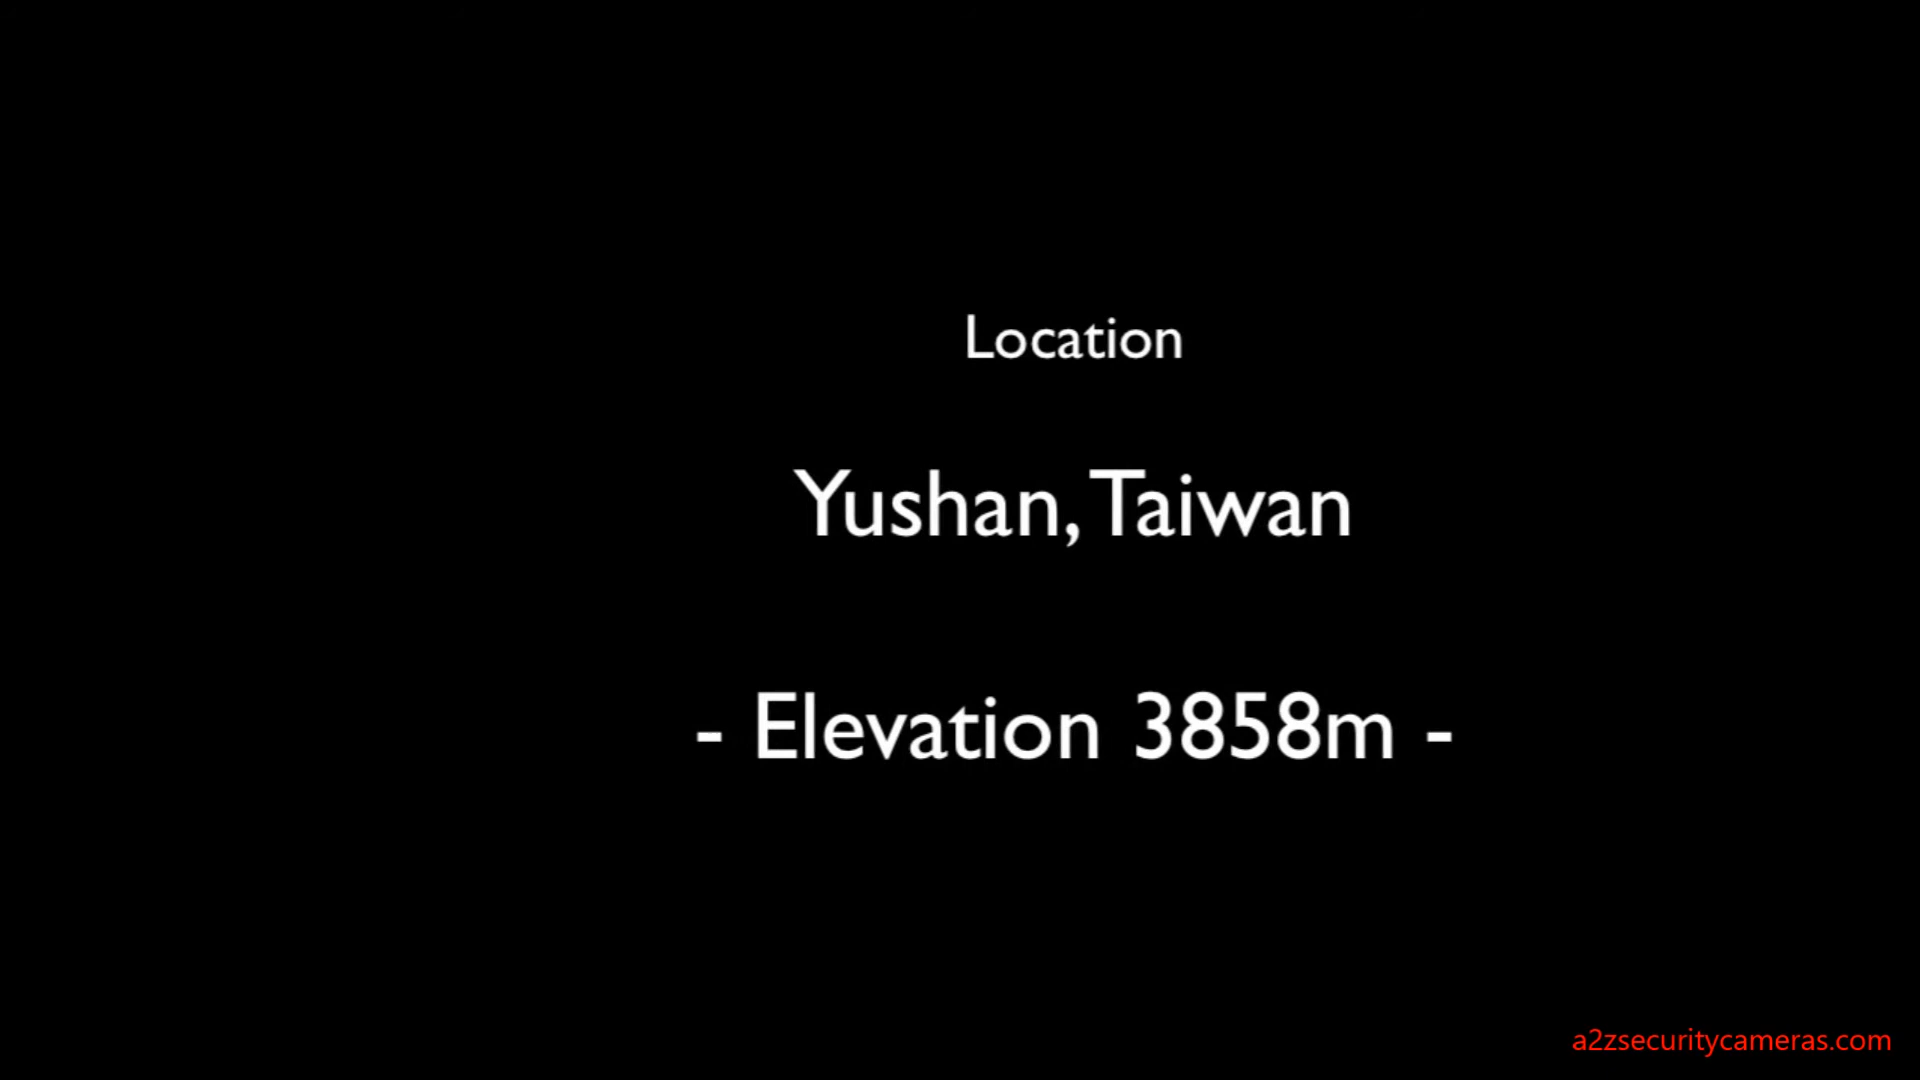 Location
Yushan, Taiwan
- Elevation 3858m -
a2zsecuritycameras.com